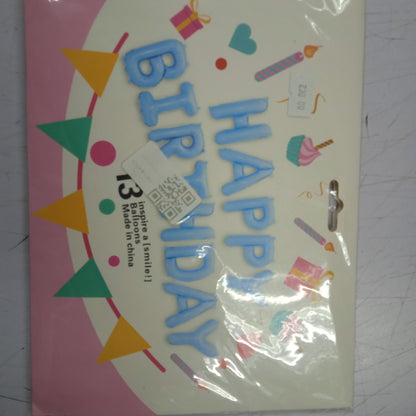 HAPPY
BIRTHDAY
13
inspire a [smile!]
Balloons
Made in china